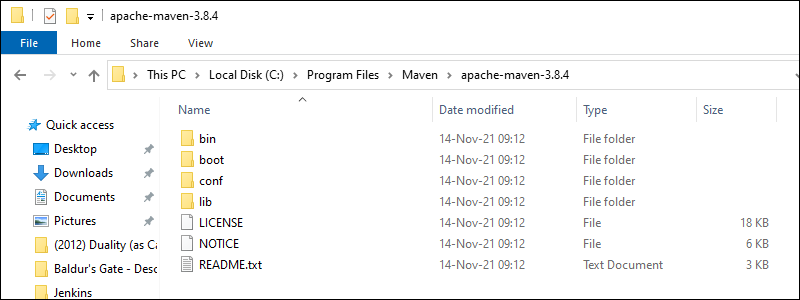 apache-maven-3.8.4
File Home Share View
This PC Local Disk (C:) Program Files Maven apache-maven-3.8.4
Name Date modified Type Size
Quick access
bin 14-Nov-21 09:12 File folder
Desktop
boot 14-Nov-21 09:12 File folder
Downloads
conf 14-Nov-21 09:12 File folder
Documents
lib 14-Nov-21 09:12 File folder
Pictures
LICENSE 14-Nov-21 09:12 File 18 KB
(2012) Duality (as Ca
NOTICE 14-Nov-21 09:12 File 6 KB
Baldur's Gate - Desc
README.txt 14-Nov-21 09:12 Text Document 3 KB
Jenkins